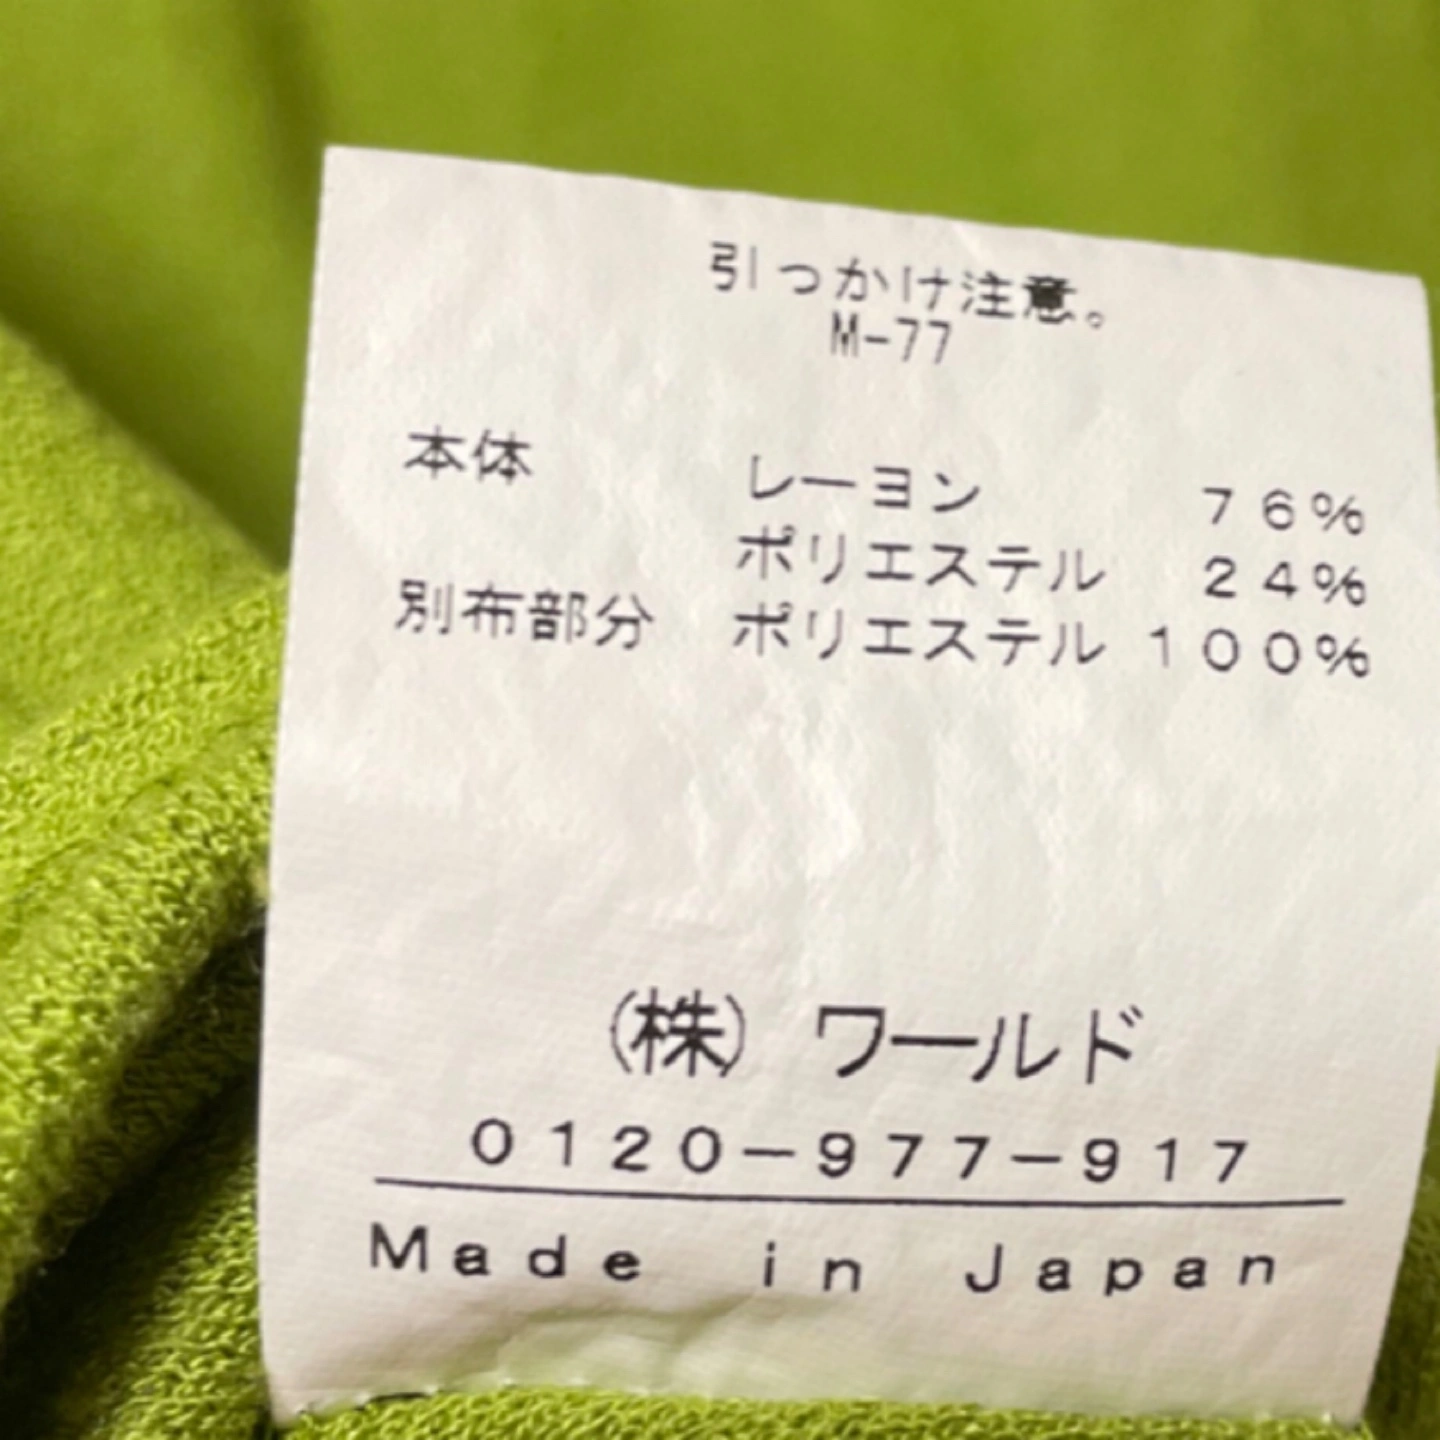 引っかけ注意。
M-77
本体 レーヨン 76%
ポリエステル 24%
別布部分 ポリエステル 100%
(株) ワールド
0120-977-917
Made in Japan